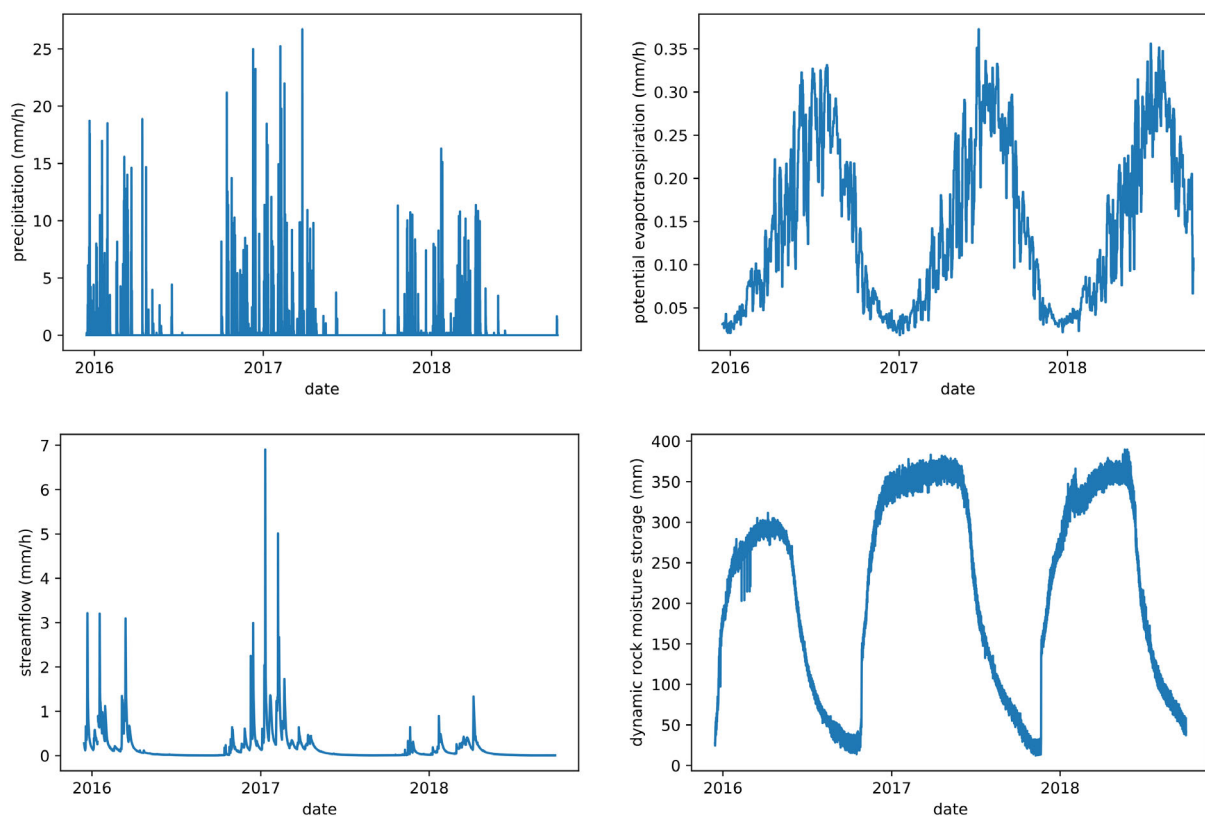 precipitation (mm/h)
25
20
15
10
5
0
2016 2017 2018
date
potential evapotranspiration (mm/h)
0.35
0.30
0.25
0.20
0.15
0.10
0.05
2016 2017 2018
date
streamflow (mm/h)
7
6
5
4
3
2
1
0
2016 2017 2018
date
dynamic rock moisture storage (mm)
400
350
300
250
200
150
100
50
0
2016 2017 2018
date